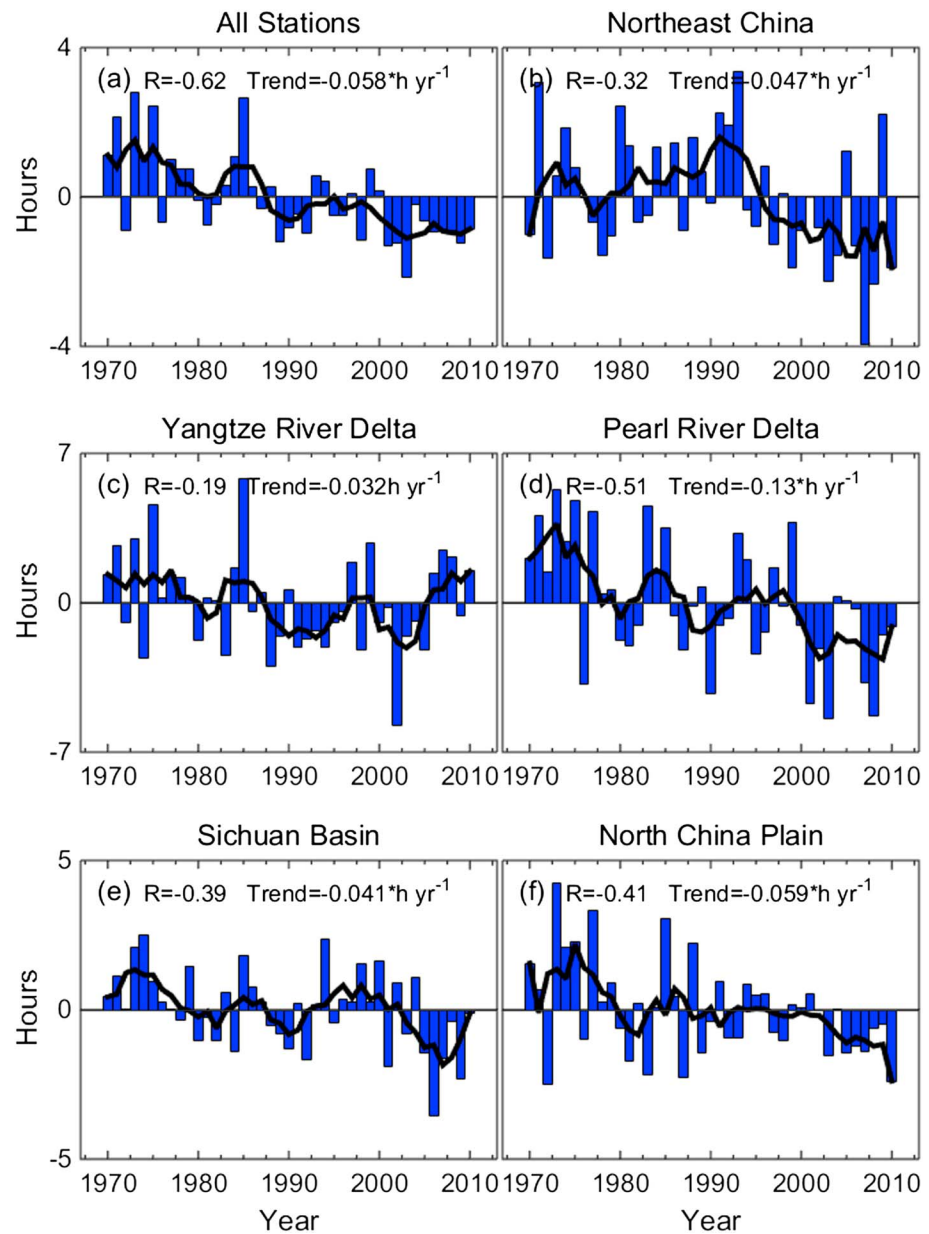 All Stations
Northeast China
4
(a) R=-0.62 Trend=-0.058*h yr-1
(b) R=-0.32 Trend=-0.047*h yr-1
Hours
0
-4
1970 1980 1990 2000 2010
1970 1980 1990 2000 2010
Yangtze River Delta
Pearl River Delta
7
(c) R=-0.19 Trend=-0.032h yr-1
(d) R=-0.51 Trend=-0.13*h yr-1
Hours
0
-7
1970 1980 1990 2000 2010
1970 1980 1990 2000 2010
Sichuan Basin
North China Plain
5
(e) R=-0.39 Trend=-0.041*h yr-1
(f) R=-0.41 Trend=-0.059*h yr-1
Hours
0
-5
1970 1980 1990 2000 2010
1970 1980 1990 2000 2010
Year
Year